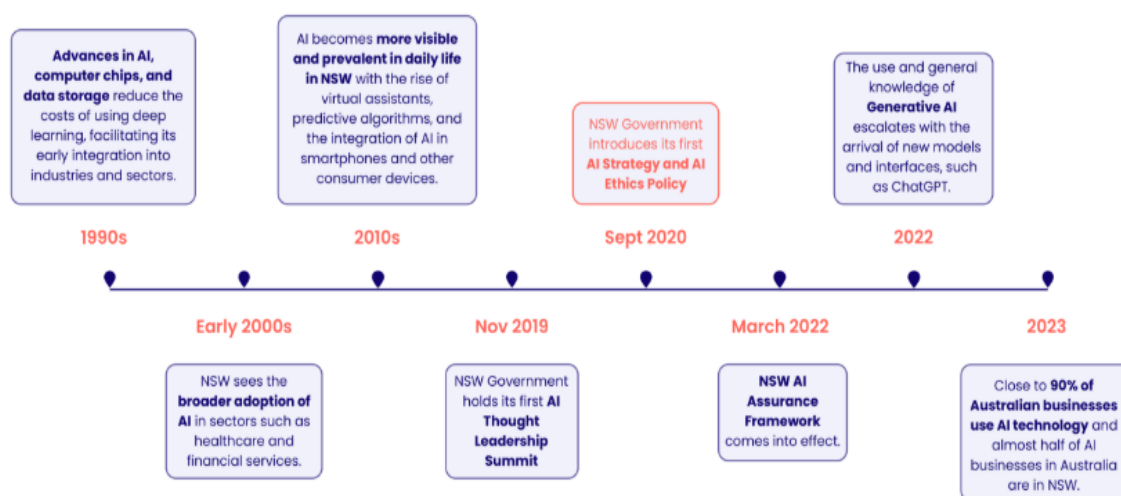 Advances in AI,
computer chips, and
data storage reduce the
costs of using deep
learning, facilitating its
early integration into
industries and sectors.
1990s
AI becomes more visible
and prevalent in daily life
in NSW with the rise of
virtual assistants,
predictive algorithms, and
the integration of AI in
smartphones and other
consumer devices.
2010s
NSW Government
introduces its first
AI Strategy and AI
Ethics Policy
Sept 2020
The use and general
knowledge of
Generative AI
escalates with the
arrival of new models
and interfaces, such
as ChatGPT.
2022
Early 2000s
NSW sees the
broader adoption of
AI in sectors such as
healthcare and
financial services.
Nov 2019
NSW Government
holds its first AI
Thought
Leadership
Summit
March 2022
NSW AI
Assurance
Framework
comes into effect.
2023
Close to 90% of
Australian businesses
use AI technology and
almost half of AI
businesses in Australia
are in NSW.